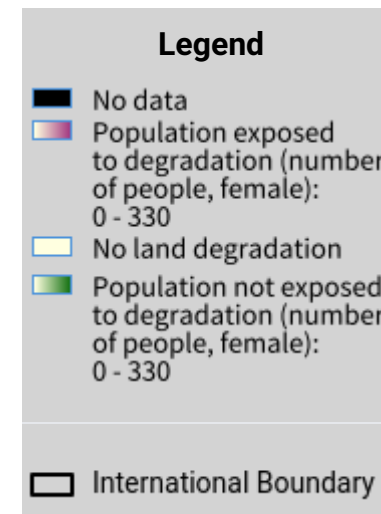 Legend
No data
Population exposed
to degradation (number
of people, female):
0 - 330
No land degradation
Population not exposed
to degradation (number
of people, female):
0 - 330
International Boundary